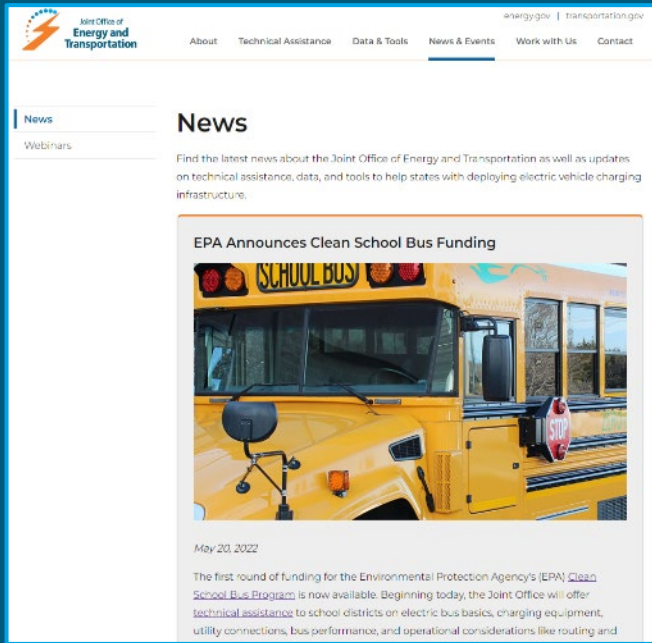 energy.gov | transportation.gov
Joint Office of
Energy and
Transportation
About Technical Assistance Data & Tools News & Events Work with Us Contact
News
Webinars
News
Find the latest news about the Joint Office of Energy and Transportation as well as updates
on technical assistance, data, and tools to help states with deploying electric vehicle charging
infrastructure.
EPA Announces Clean School Bus Funding
SCHOOL BUS
STOP
May 20, 2022
The first round of funding for the Environmental Protection Agency's (EPA) Clean
School Bus Program is now available. Beginning today, the Joint Office will offer
technical assistance to school districts on electric bus basics, charging equipment,
utility connections, bus performance, and operational considerations like routing and